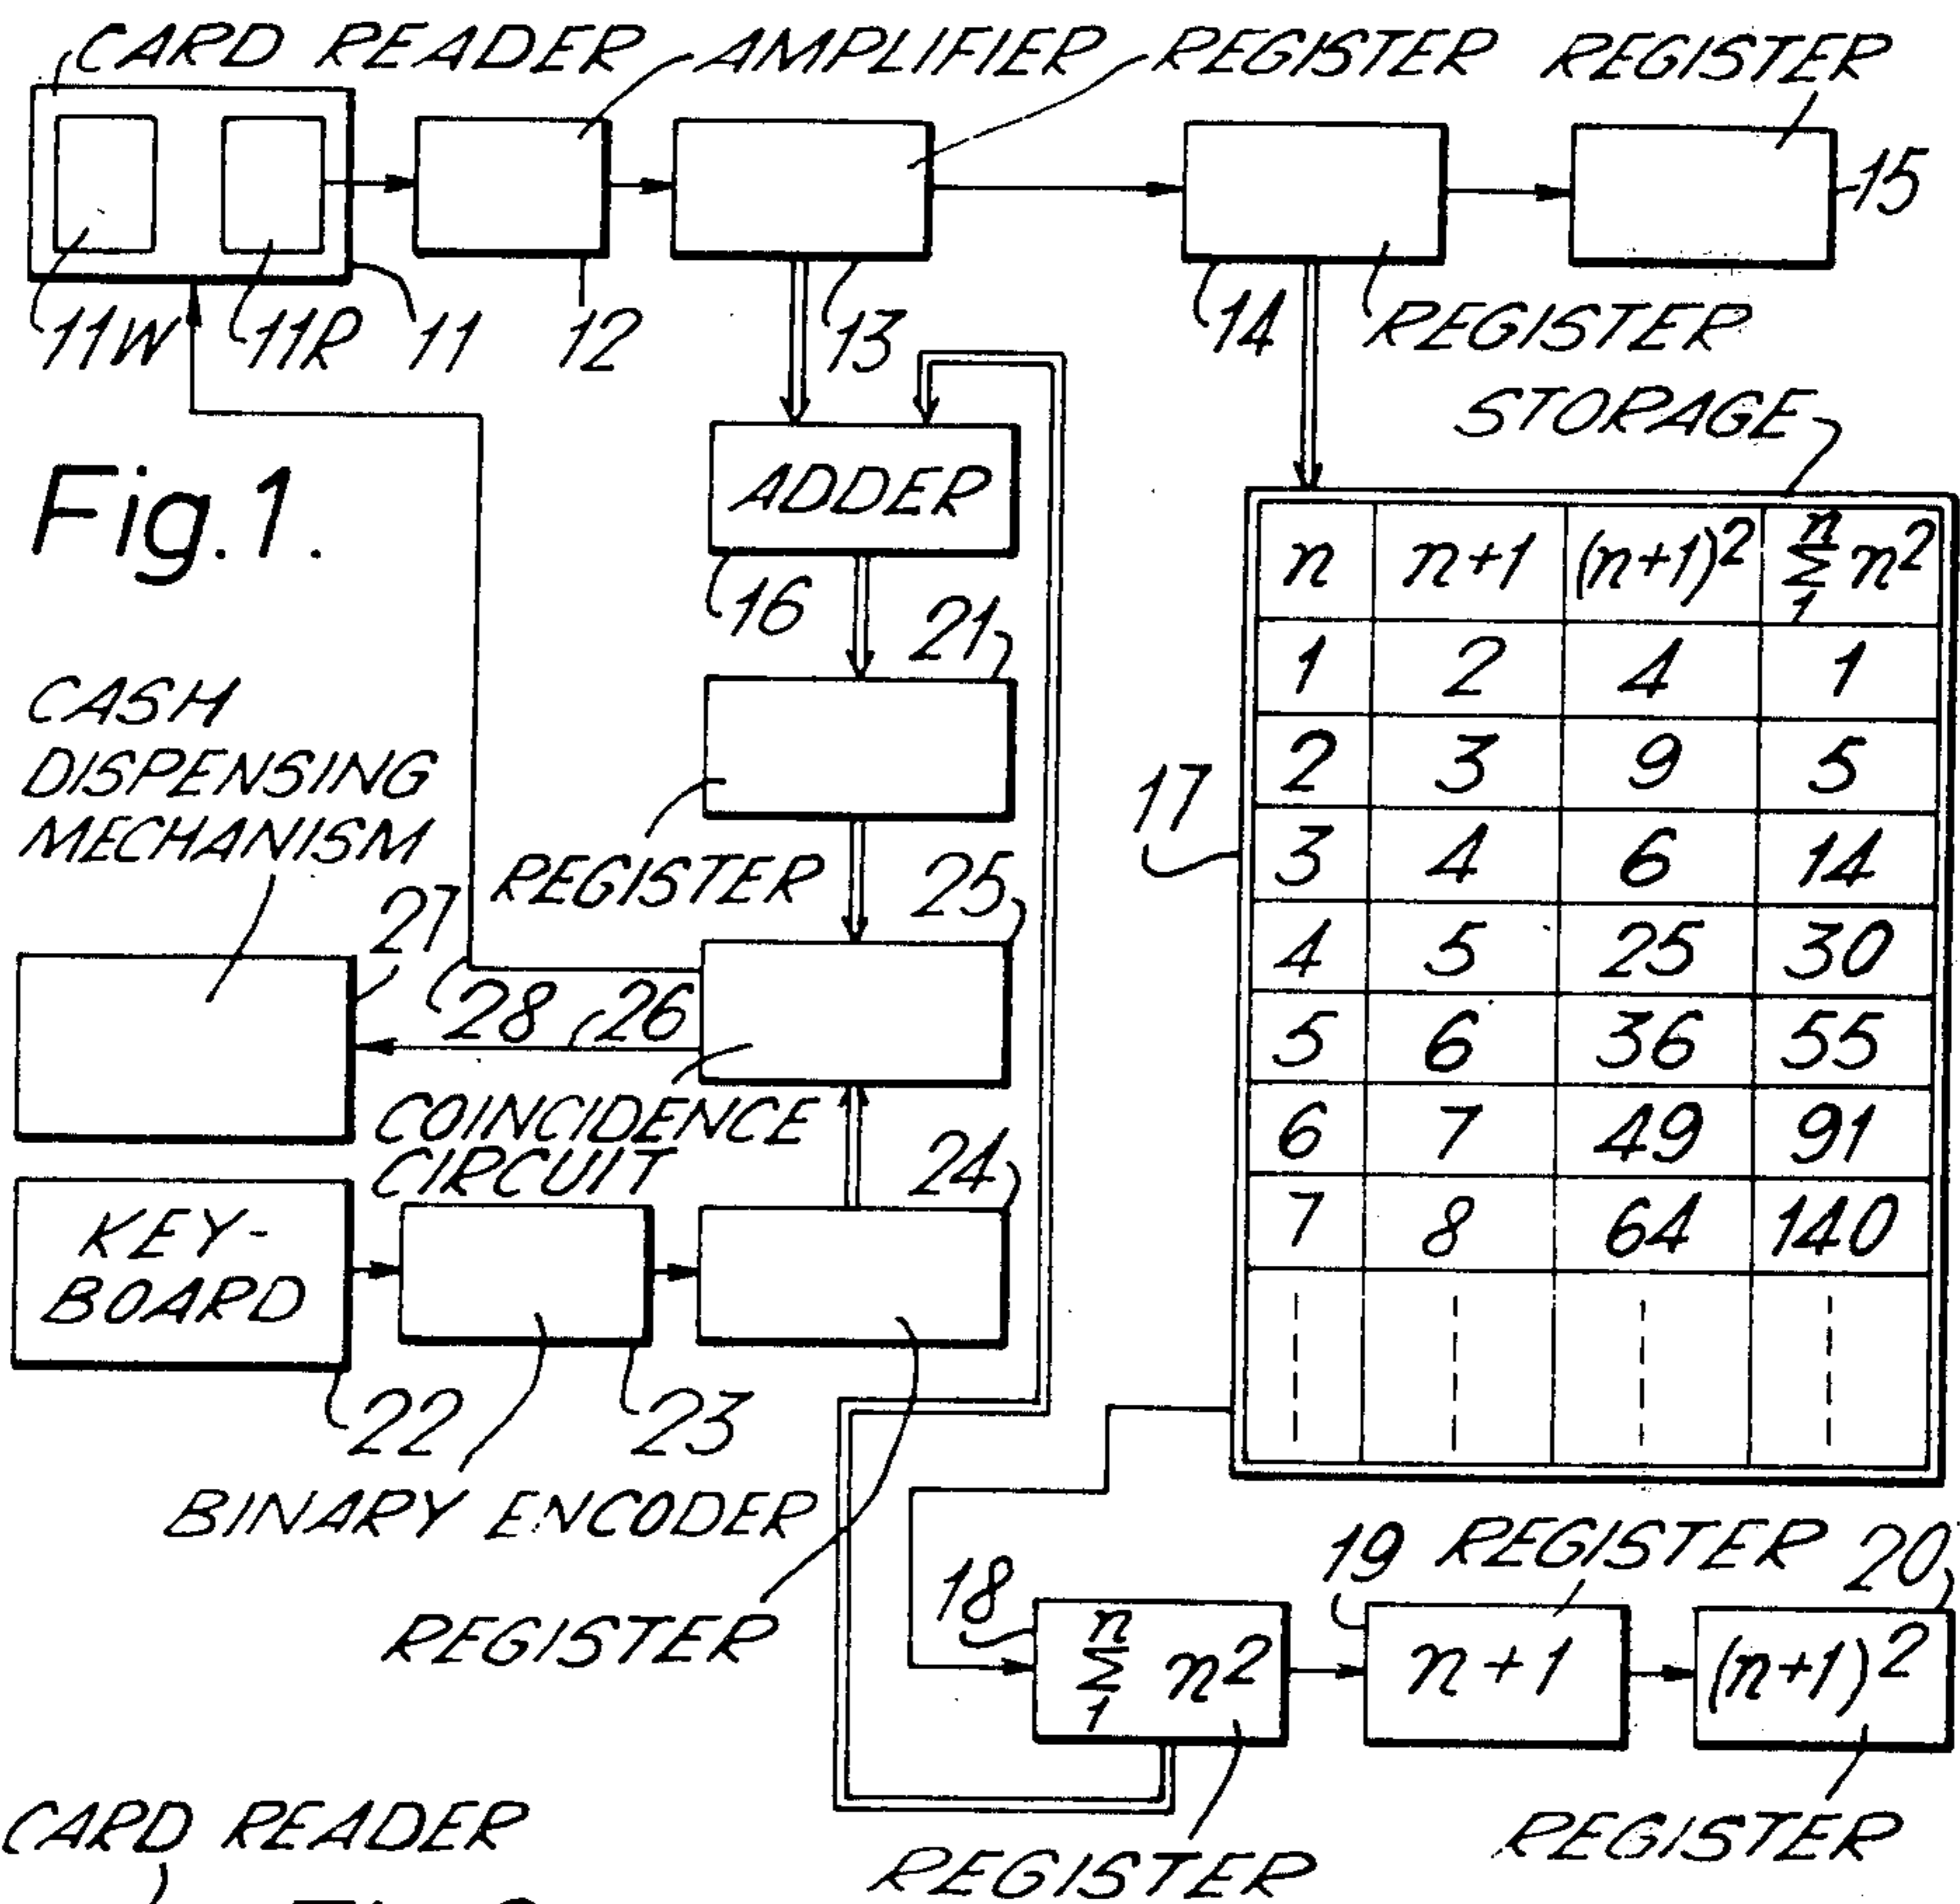 CARD READER AMPLIFIER REGISTER REGISTER
15
11W 11R 11 12 13 14 REGISTER
STORAGE
Fig.1.
ADDER
16
21
CASH
DISPENSING
MECHANISM
REGISTER
25
27
28 26
COINCIDENCE
CIRCUIT
24
KEY-
BOARD
22
23
BINARY ENCODER
REGISTER
17
n n+1 (n+1)² n Σ 1 n²
1 2 4 1
2 3 9 5
3 4 6 14
4 5 25 30
5 6 36 55
6 7 49 91
7 8 64 140
18
19 REGISTER 20
n Σ 1 n² n+1 (n+1)²
REGISTER
REGISTER
CARD READER